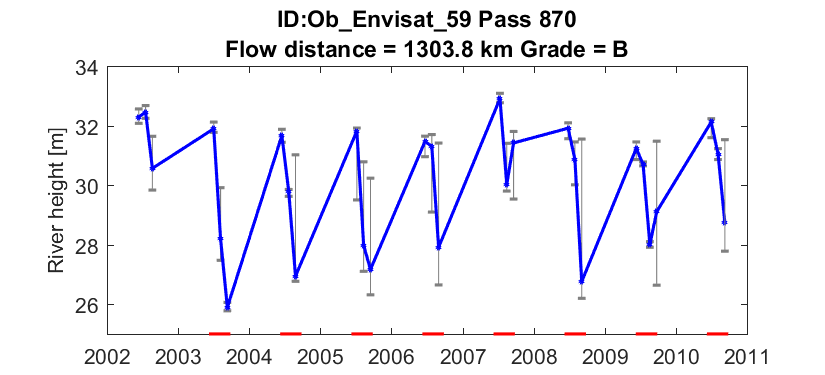 ID:Ob_Envisat_59 Pass 870
Flow distance = 1303.8 km Grade = B
River height [m]
34
32
30
28
26
2002 2003 2004 2005 2006 2007 2008 2009 2010 2011